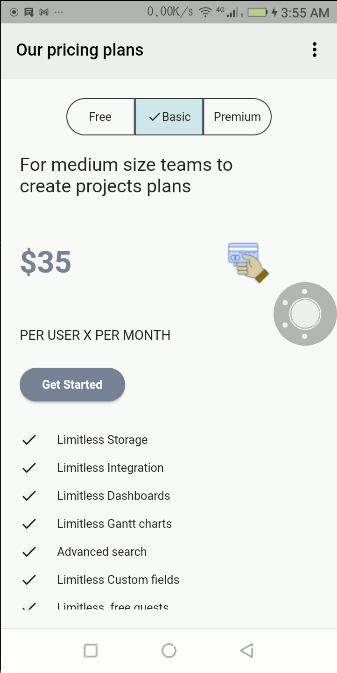 0.00K/s 4G 3:55 AM
Our pricing plans
Free Basic Premium
For medium size teams to
create projects plans
$35
PER USER X PER MONTH
Get Started
Limitless Storage
Limitless Integration
Limitless Dashboards
Limitless Gantt charts
Advanced search
Limitless Custom fields
Limitless free guests